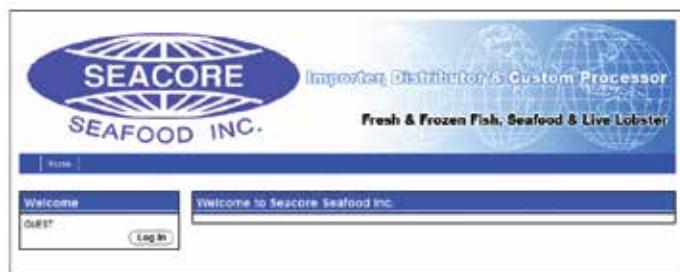 SEACORE
SEAFOOD INC.
Importer, Distributor & Custom Processor
Fresh & Frozen Fish, Seafood & Live Lobster
Home
Welcome
GUEST
Log In
Welcome to Seacore Seafood Inc.